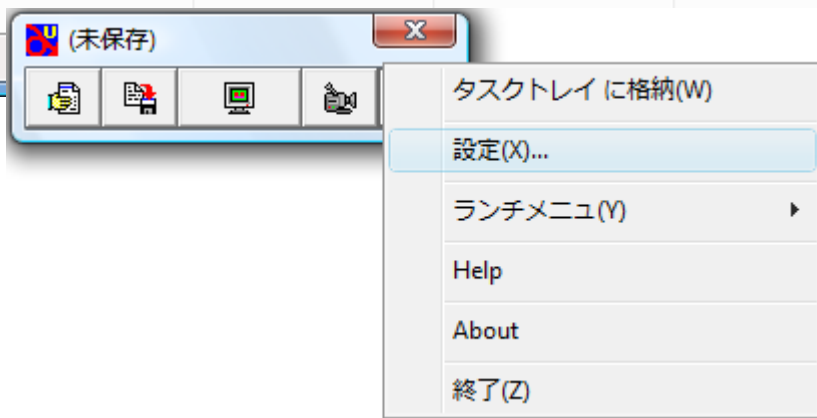 (未保存)
タスクトレイ に格納(W)
設定(X)...
ランチメニュ(Y)
Help
About
終了(Z)